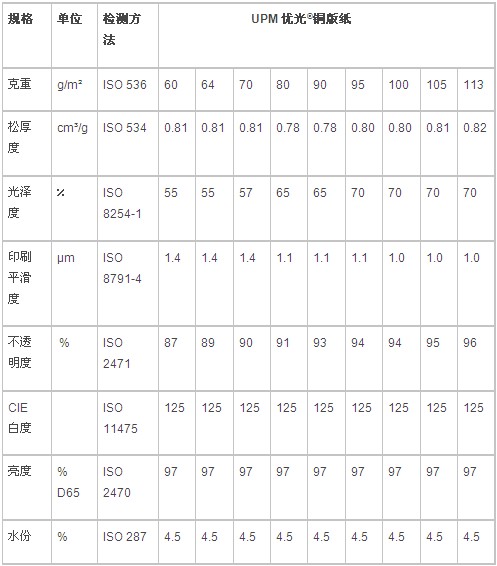 规格 单位 检测方法 UPM 优光®铜版纸
克重 g/m² ISO 536 60 64 70 80 90 95 100 105 113
松厚度 cm³/g ISO 534 0.81 0.81 0.81 0.78 0.78 0.80 0.80 0.81 0.82
光泽度 % ISO 8254-1 55 55 57 65 65 70 70 70 70
印刷平滑度 µm ISO 8791-4 1.4 1.4 1.4 1.1 1.1 1.1 1.0 1.0 1.0
不透明度 % ISO 2471 87 89 90 91 93 94 94 95 96
CIE 白度 ISO 11475 125 125 125 125 125 125 125 125 125
亮度 % D65 ISO 2470 97 97 97 97 97 97 97 97 97
水份 % ISO 287 4.5 4.5 4.5 4.5 4.5 4.5 4.5 4.5 4.5